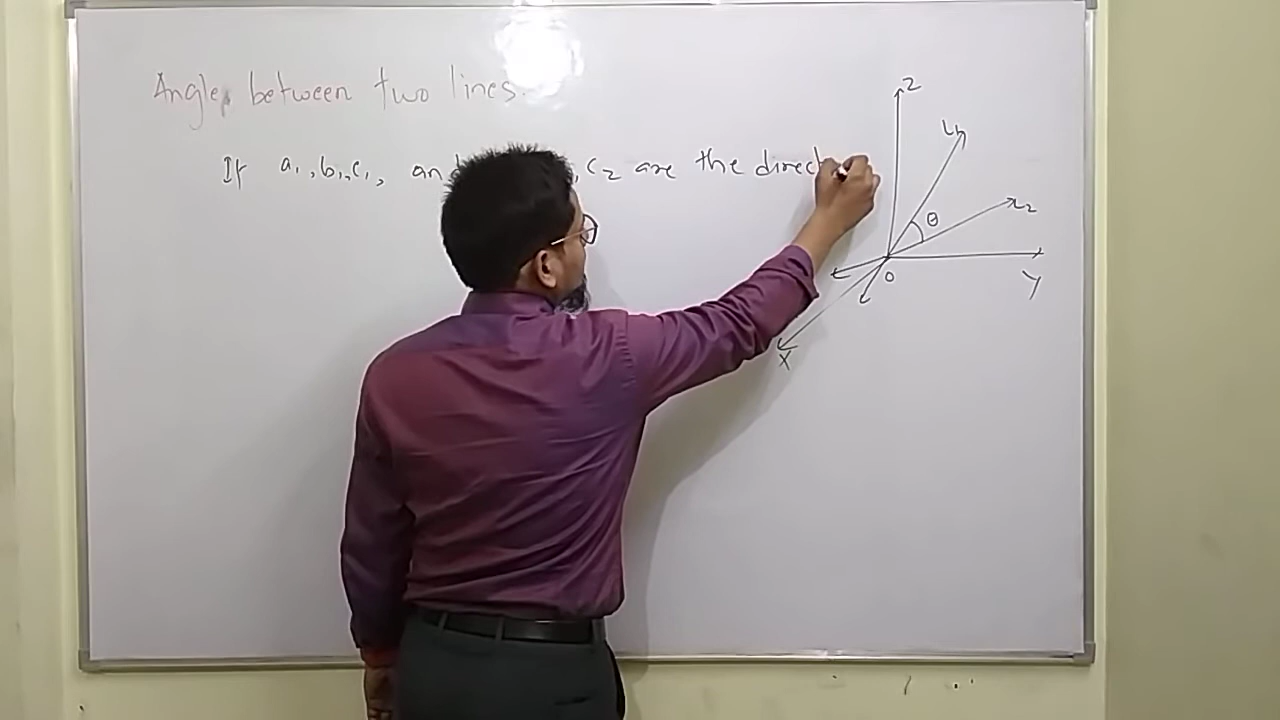 Angle between two lines.
If a₁, b₁, c₁, an , c₂ are the direct
Z
L₁
L₂
θ
O
Y
X